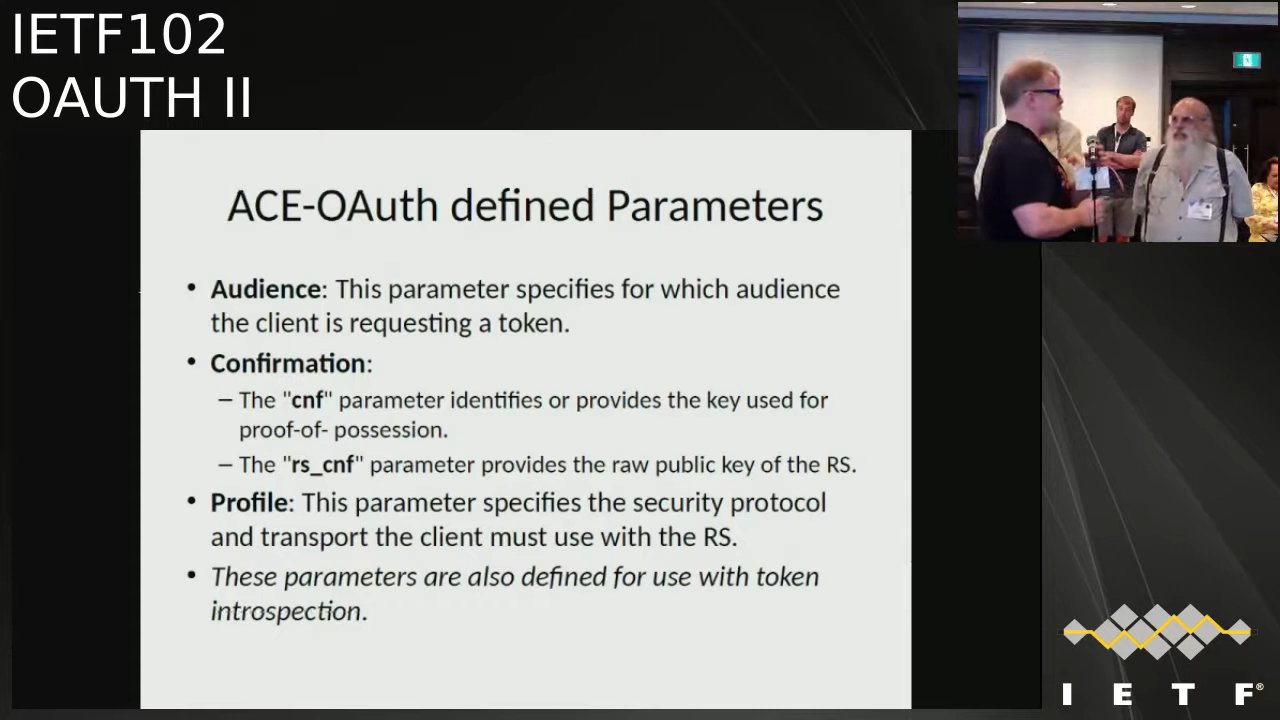 IETF102
OAUTH II
ACE-OAuth defined Parameters
• Audience: This parameter specifies for which audience
the client is requesting a token.
• Confirmation:
– The "cnf" parameter identifies or provides the key used for
proof-of- possession.
– The "rs_cnf" parameter provides the raw public key of the RS.
• Profile: This parameter specifies the security protocol
and transport the client must use with the RS.
• These parameters are also defined for use with token
introspection.
I E T F®